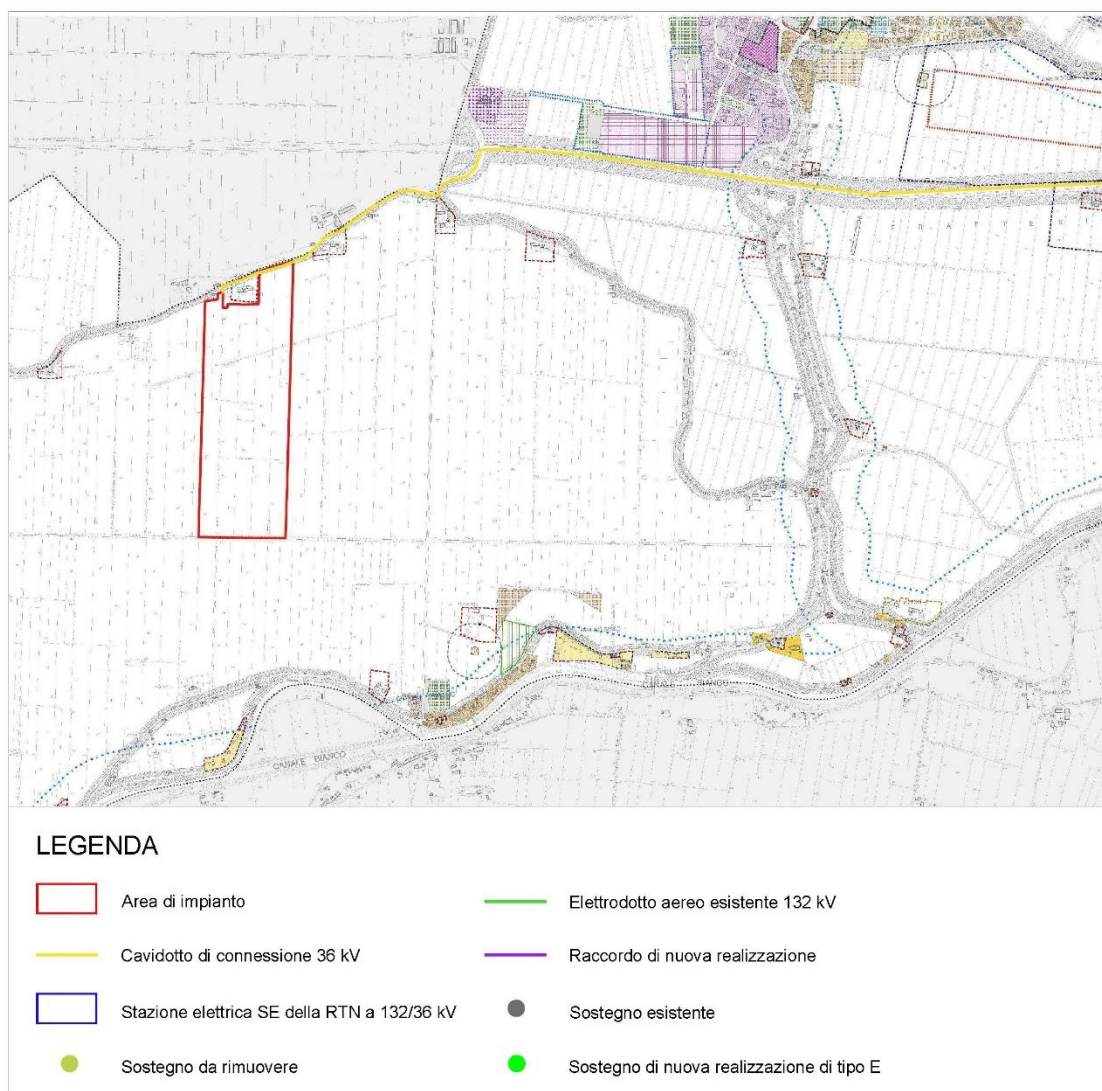 CANALE BIANCO
CANALE BIANCO
LEGENDA
Area di impianto
Elettrodotto aereo esistente 132 kV
Cavidotto di connessione 36 kV
Raccordo di nuova realizzazione
Stazione elettrica SE della RTN a 132/36 kV
Sostegno esistente
Sostegno da rimuovere
Sostegno di nuova realizzazione di tipo E